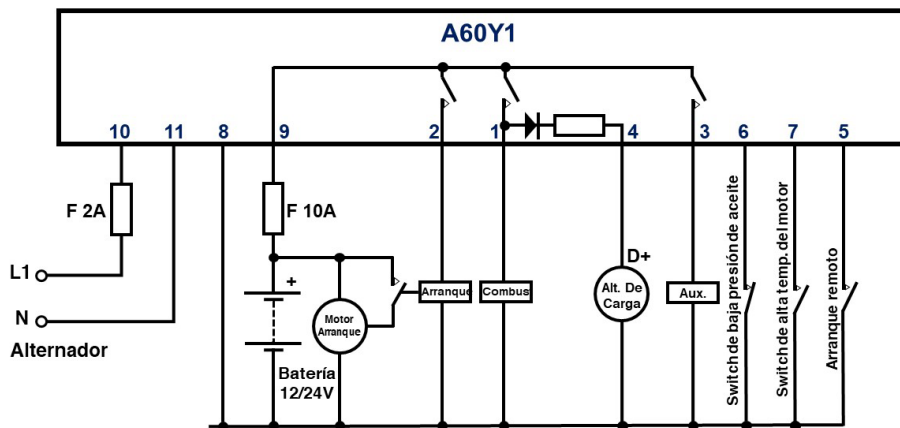 A60Y1
10 11 8 9 2 1 4 3 6 7 5
F 2A
F 10A
L1
N
Alternador
+
Motor
Arranque
Batería
12/24V
Arranque
Combus
D+
Alt. De
Carga
Aux.
Switch de baja presión de aceite
Switch de alta temp. del motor
Arranque remoto